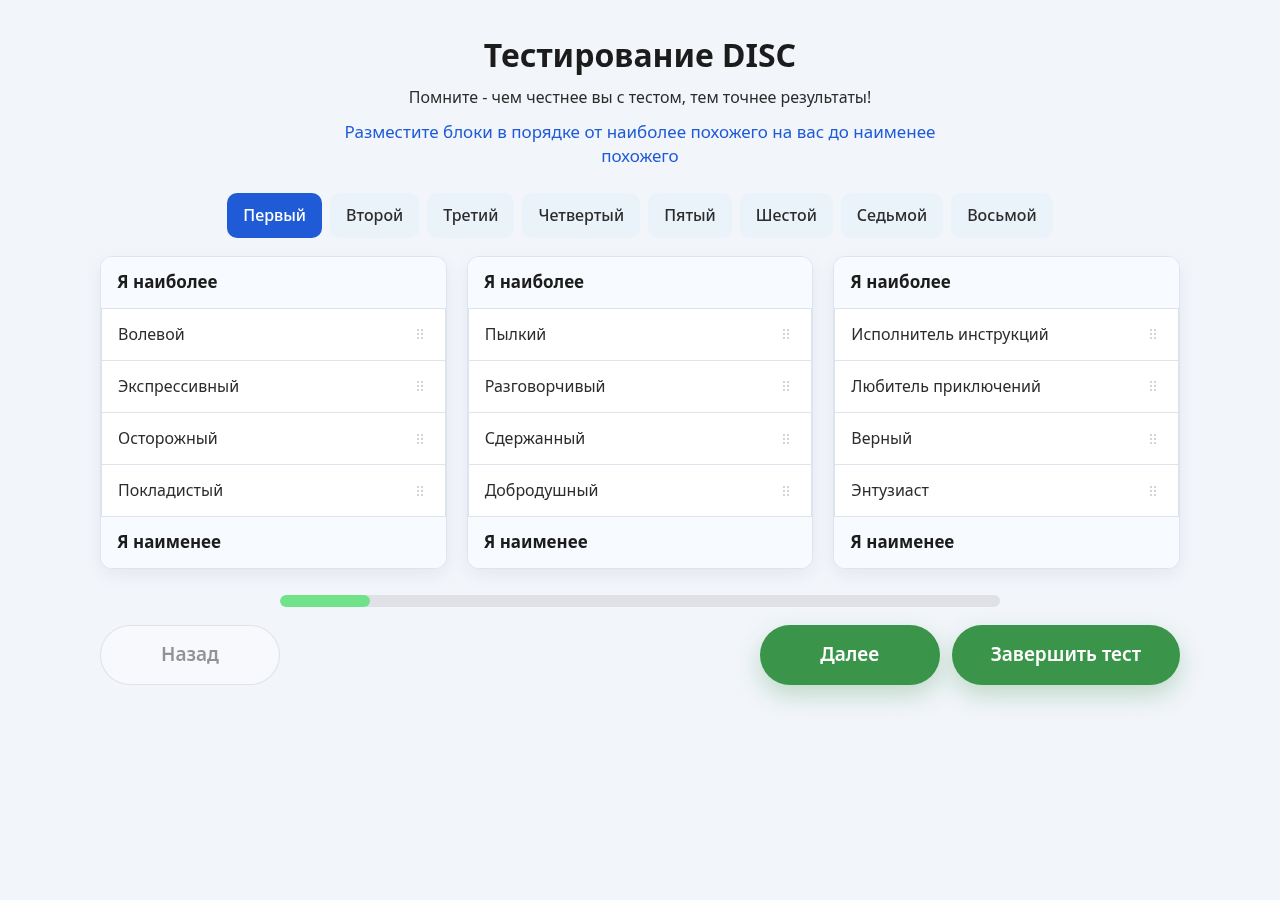 Тестирование DISC
Помните - чем честнее вы с тестом, тем точнее результаты!
Разместите блоки в порядке от наиболее похожего на вас до наименее
похожего
Первый
Второй
Третий
Четвертый
Пятый
Шестой
Седьмой
Восьмой
Я наиболее
Волевой
Экспрессивный
Осторожный
Покладистый
Я наименее
Я наиболее
Пылкий
Разговорчивый
Сдержанный
Добродушный
Я наименее
Я наиболее
Исполнитель инструкций
Любитель приключений
Верный
Энтузиаст
Я наименее
Назад
Далее
Завершить тест